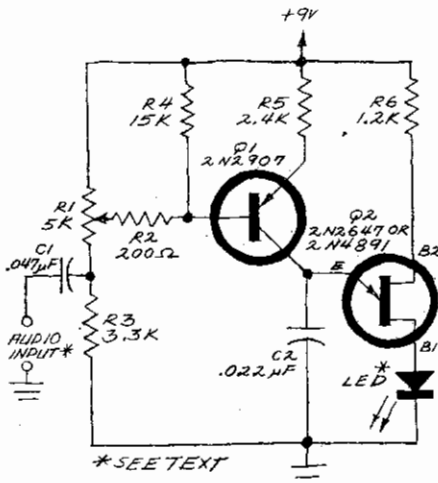 +9V
R4
15K
R5
2.4K
R6
1.2K
Q1
2N2907
R1
5K
R2
200Ω
Q2
2N2647 OR
2N4891
C1
.047µF
E
B2
B1
R3
3.3K
AUDIO
INPUT*
C2
.022µF
LED*
*SEE TEXT